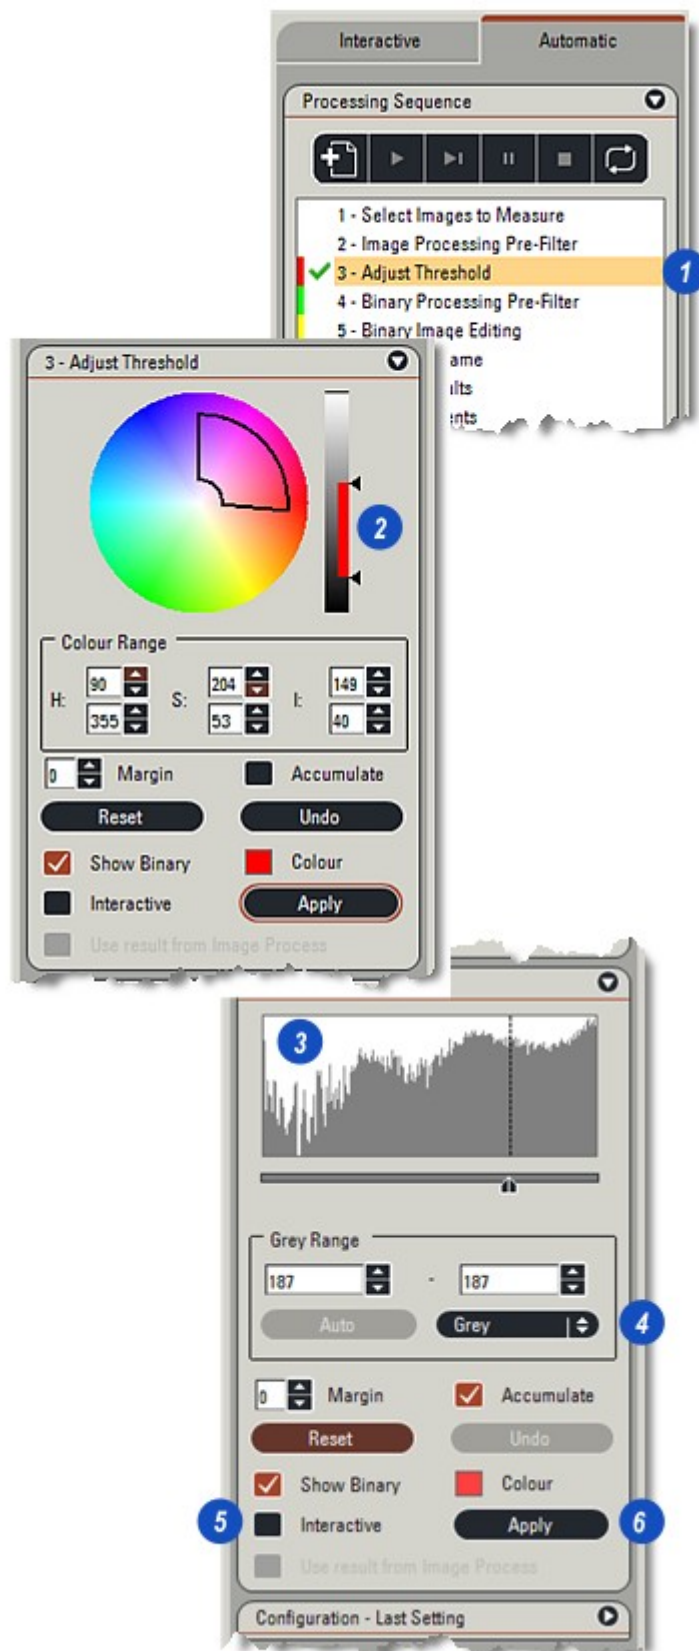 Interactive Automatic
Processing Sequence
1 - Select Images to Measure
2 - Image Processing Pre-Filter
3 - Adjust Threshold 1
4 - Binary Processing Pre-Filter
5 - Binary Image Editing
ame
ults
ents
3 - Adjust Threshold
2
Colour Range
H: 90 S: 204 I: 149
355 53 40
0 Margin Accumulate
Reset Undo
Show Binary Colour
Interactive Apply
Use result from Image Process
3
Grey Range
187 - 187
Auto Grey 4
0 Margin Accumulate
Reset Undo
Show Binary Colour
5 Interactive Apply 6
Use result from Image Process
Configuration - Last Setting